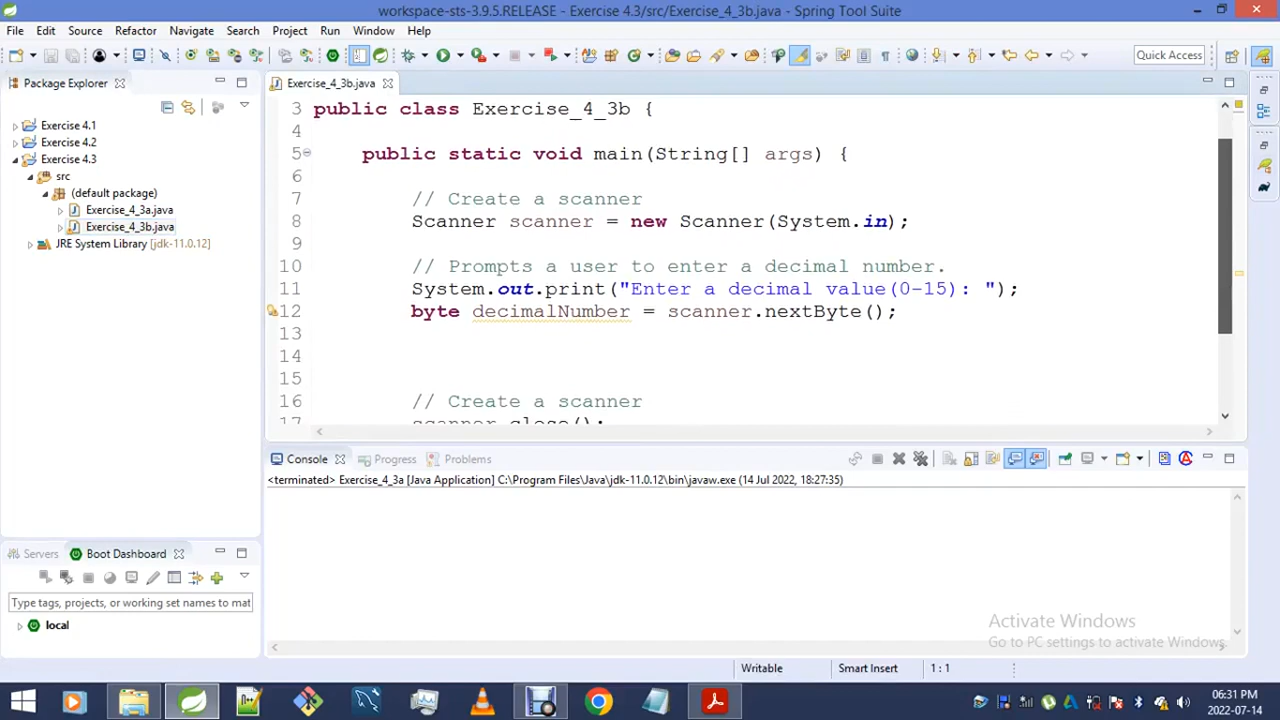 workspace-sts-3.9.5.RELEASE - Exercise 4.3/src/Exercise_4_3b.java - Spring Tool Suite
File Edit Source Refactor Navigate Search Project Run Window Help
Quick Access
Package Explorer
Exercise 4.1
Exercise 4.2
Exercise 4.3
src
(default package)
Exercise_4_3a.java
Exercise_4_3b.java
JRE System Library [jdk-11.0.12]
Exercise_4_3b.java
3 public class Exercise_4_3b {
4
5 public static void main(String[] args) {
6
7 // Create a scanner
8 Scanner scanner = new Scanner(System.in);
9
10 // Prompts a user to enter a decimal number.
11 System.out.print("Enter a decimal value(0-15): ");
12 byte decimalNumber = scanner.nextByte();
13
14
15
16 // Create a scanner
17 scanner.close();
Console Progress Problems
<terminated> Exercise_4_3a [Java Application] C:\Program Files\Java\jdk-11.0.12\bin\javaw.exe (14 Jul 2022, 18:27:35)
Servers Boot Dashboard
Type tags, projects, or working set names to mat
local
Activate Windows
Go to PC settings to activate Windows.
Writable Smart Insert 1 : 1
06:31 PM
2022-07-14